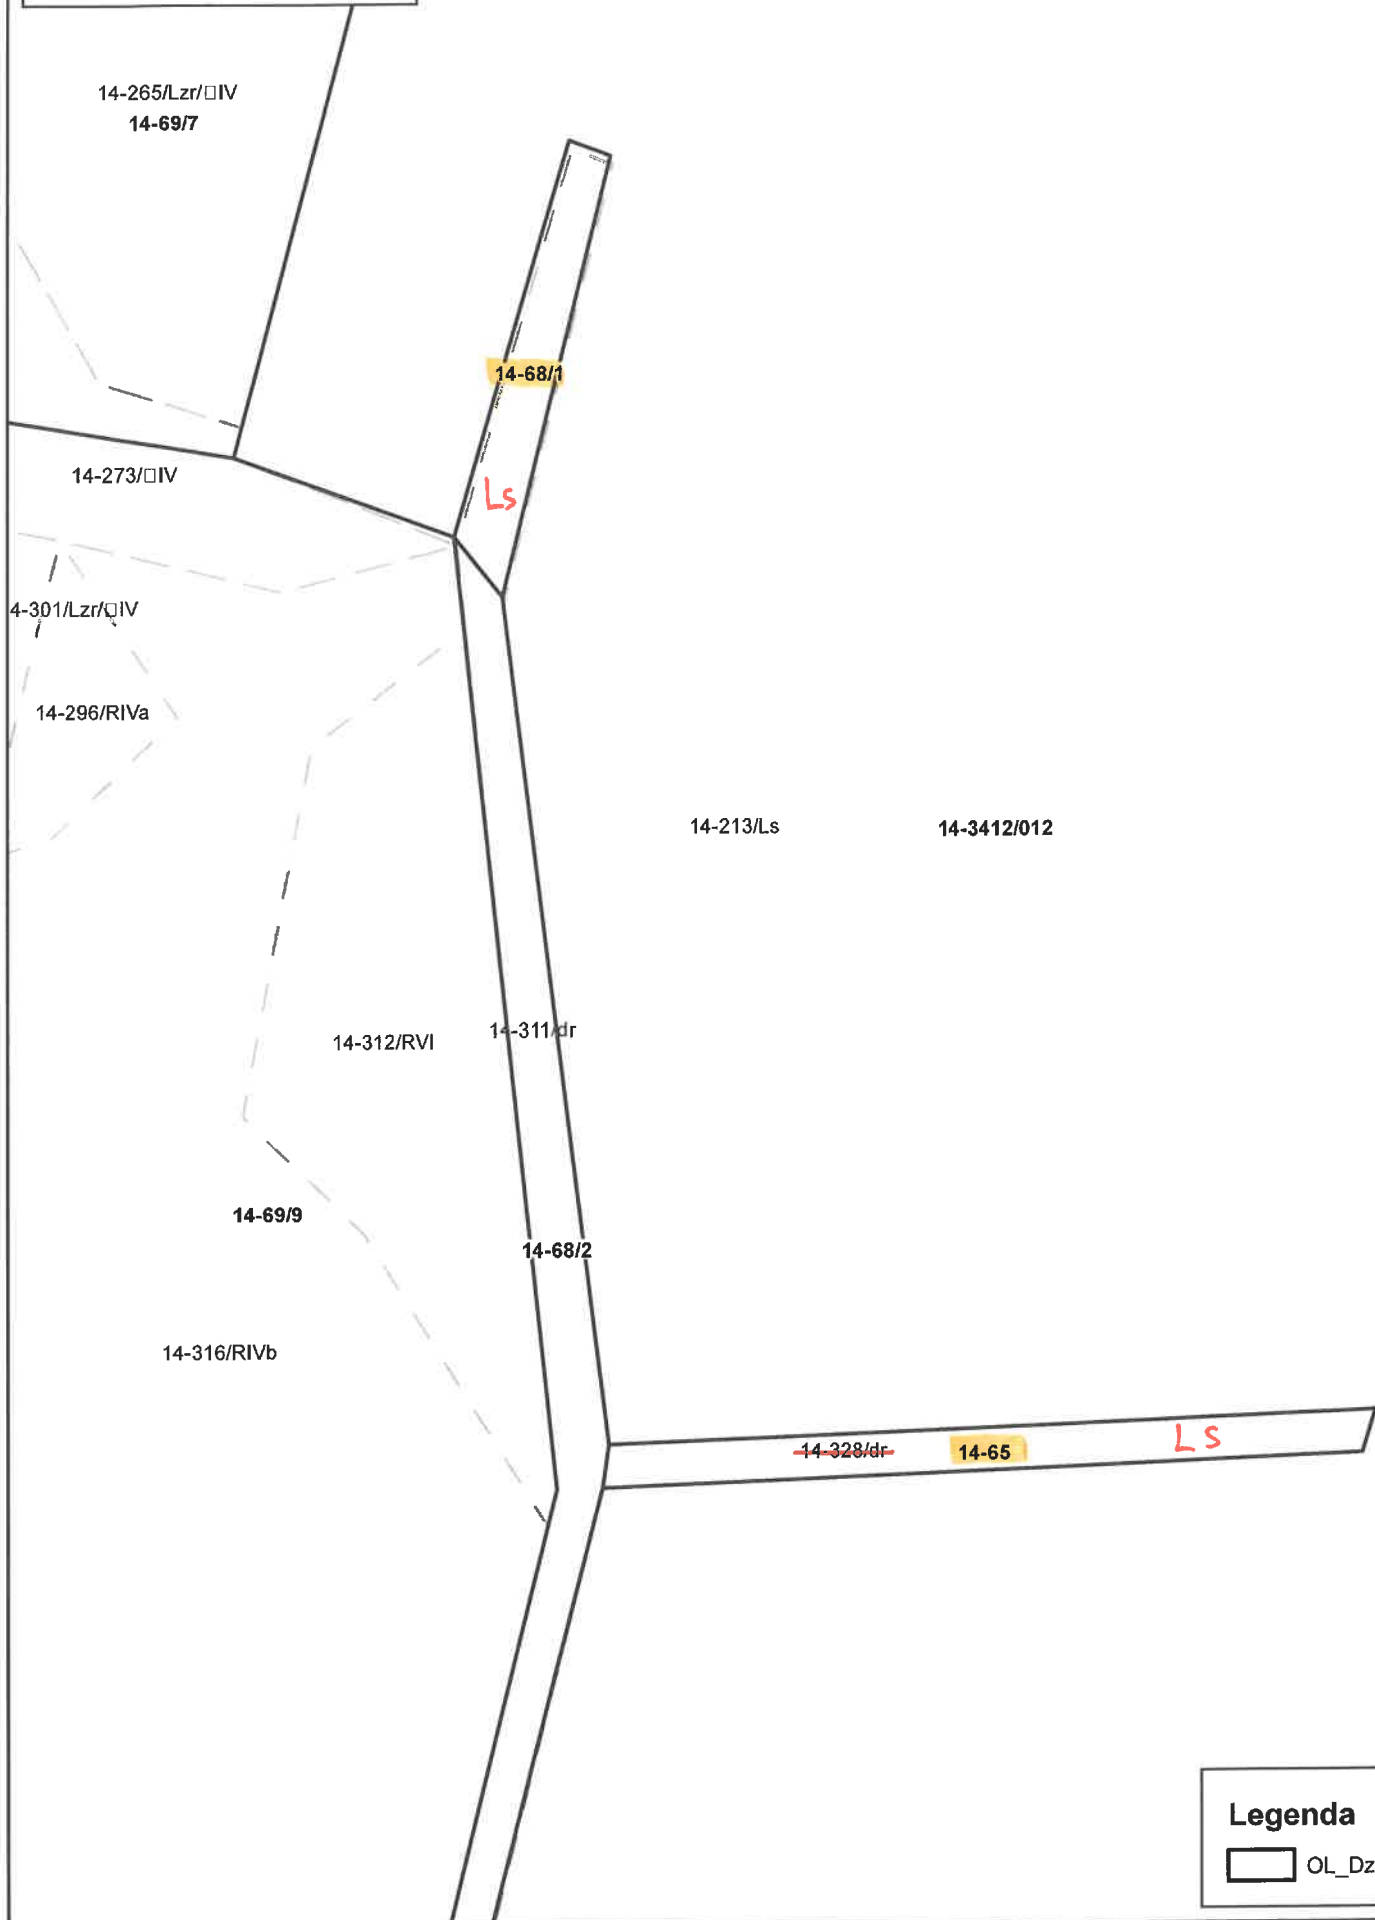 14-265/Lzr/□IV
14-69/7
14-68/1
14-273/□IV
Ls
4-301/Lzr/□IV
14-296/RIVa
14-213/Ls
14-3412/012
14-311/dr
14-312/RVI
14-69/9
14-68/2
14-316/RIVb
14-328/dr
14-65
LS
Legenda
OL_Dz